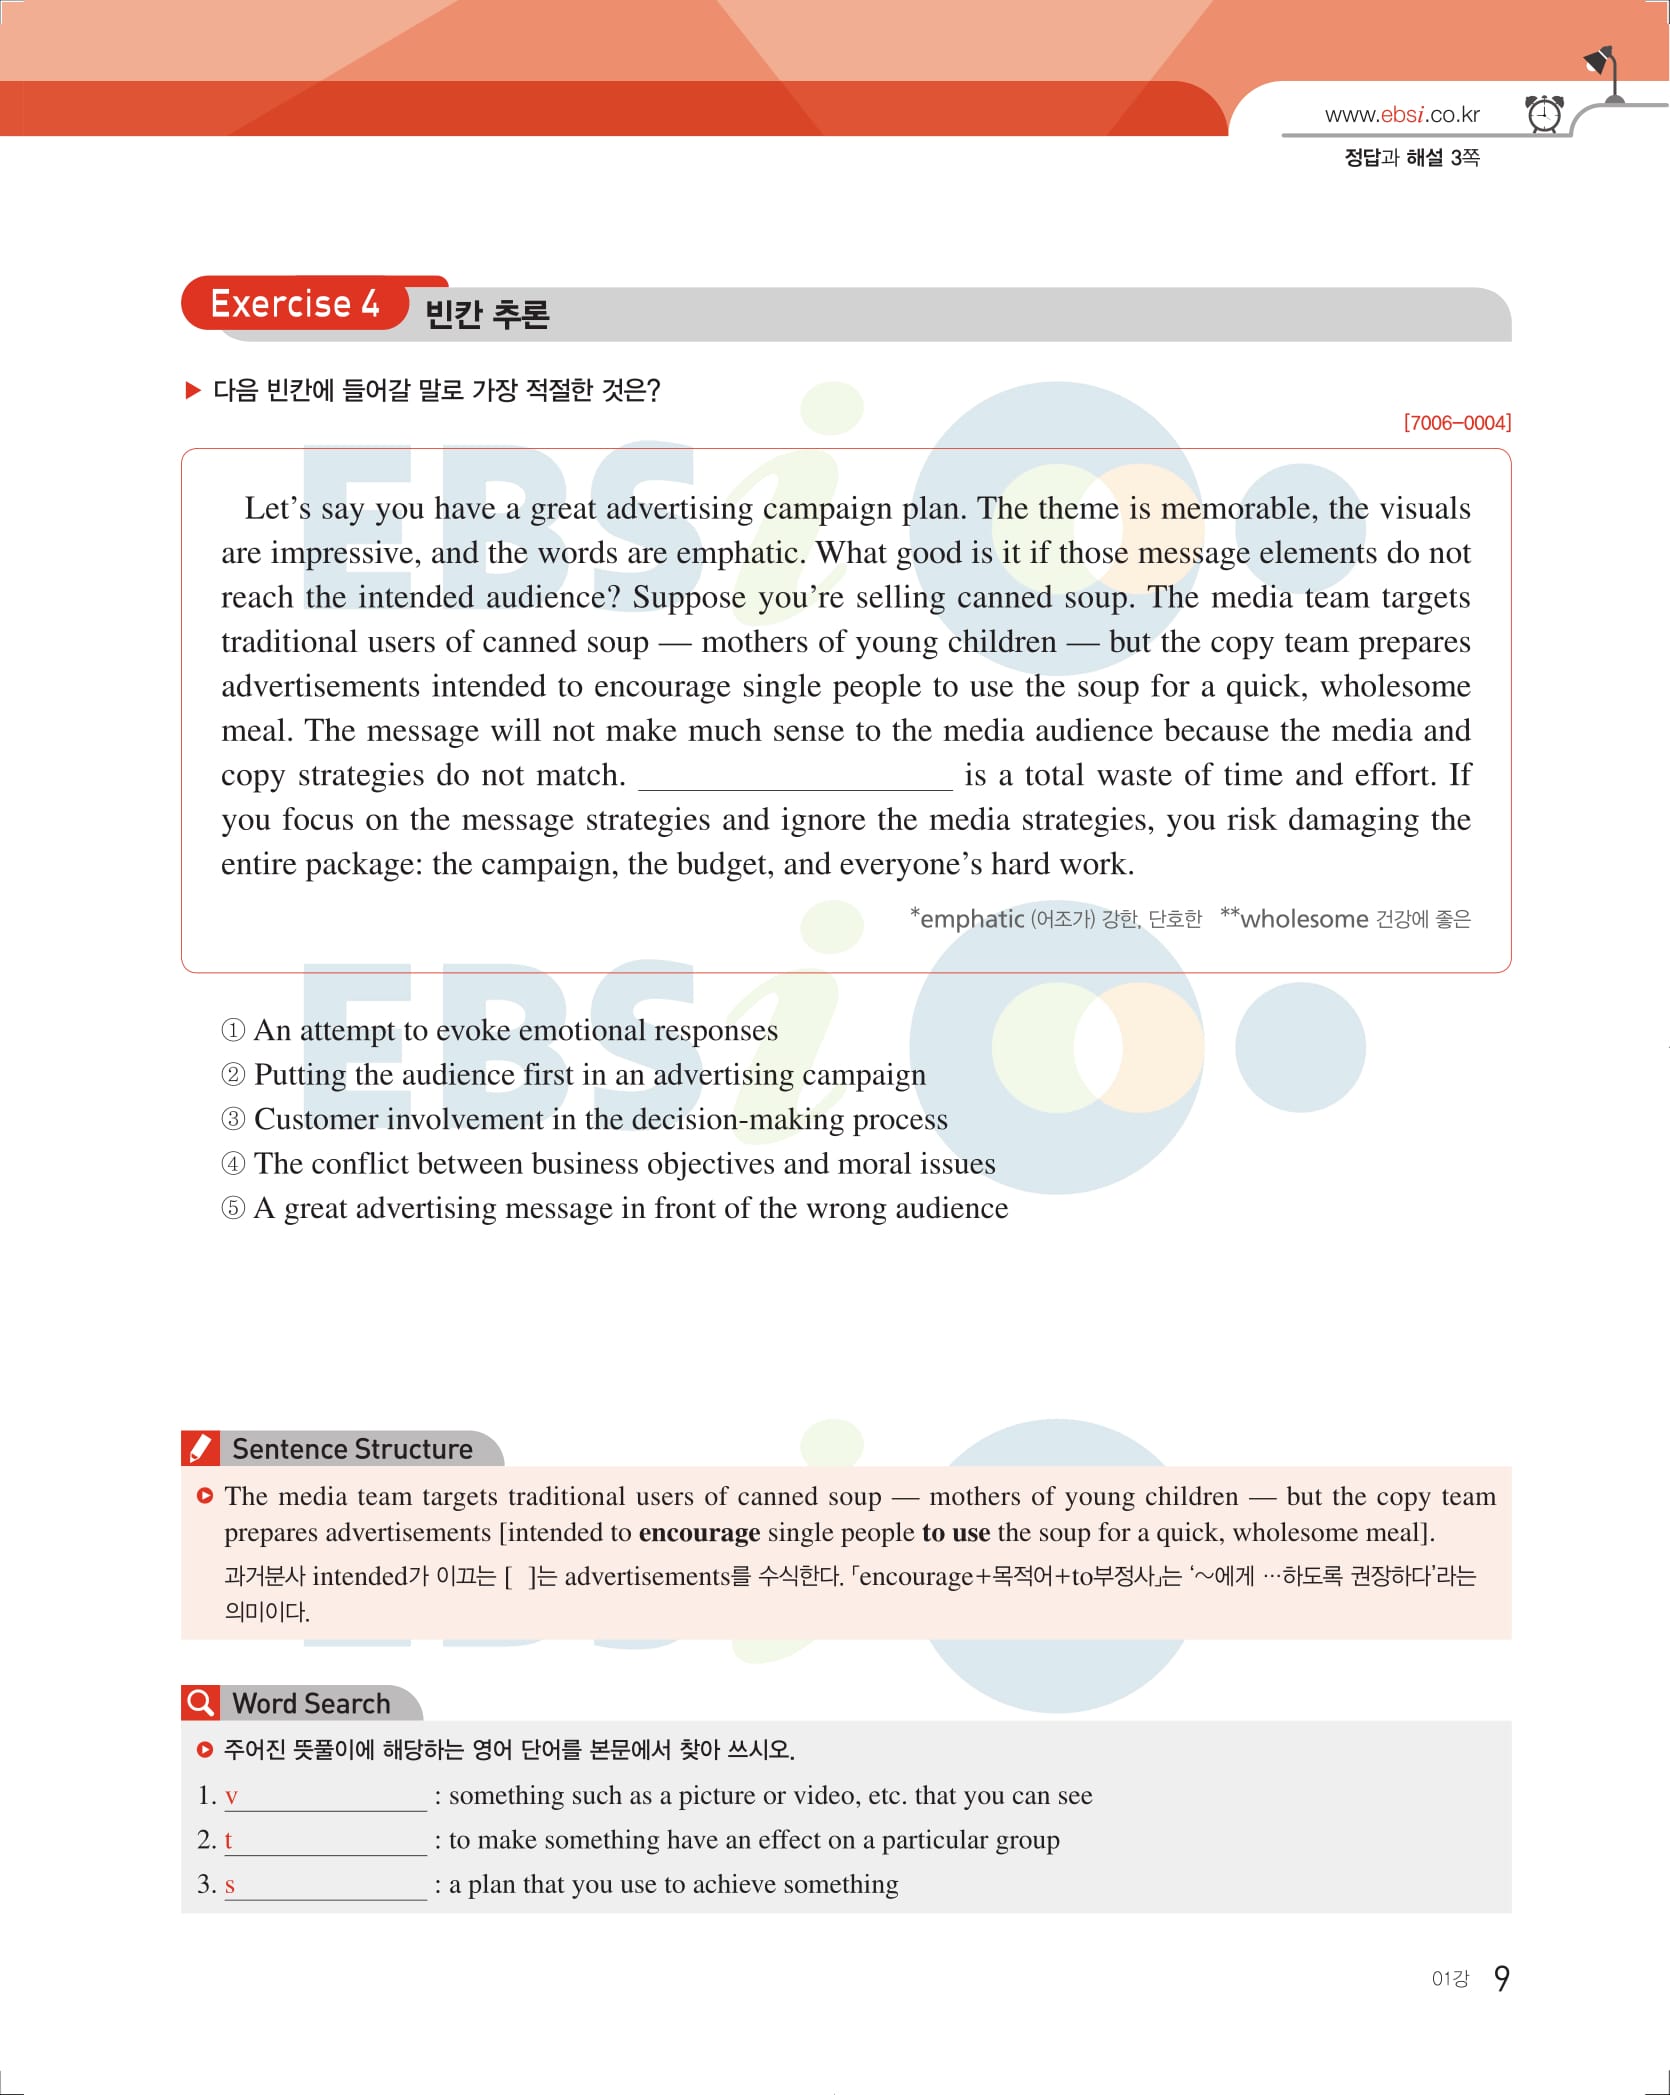 www.ebsi.co.kr
정답과 해설 3쪽
Exercise 4 빈칸 추론
▶ 다음 빈칸에 들어갈 말로 가장 적절한 것은?
[7006-0004]
Let’s say you have a great advertising campaign plan. The theme is memorable, the visuals
are impressive, and the words are emphatic. What good is it if those message elements do not
reach the intended audience? Suppose you’re selling canned soup. The media team targets
traditional users of canned soup — mothers of young children — but the copy team prepares
advertisements intended to encourage single people to use the soup for a quick, wholesome
meal. The message will not make much sense to the media audience because the media and
copy strategies do not match. ____________________ is a total waste of time and effort. If
you focus on the message strategies and ignore the media strategies, you risk damaging the
entire package: the campaign, the budget, and everyone’s hard work.
*emphatic (어조가) 강한, 단호한 **wholesome 건강에 좋은
① An attempt to evoke emotional responses
② Putting the audience first in an advertising campaign
③ Customer involvement in the decision-making process
④ The conflict between business objectives and moral issues
⑤ A great advertising message in front of the wrong audience
Sentence Structure
The media team targets traditional users of canned soup — mothers of young children — but the copy team
prepares advertisements [intended to encourage single people to use the soup for a quick, wholesome meal].
과거분사 intended가 이끄는 [ ]는 advertisements를 수식한다. 「encourage+목적어+to부정사」는 ‘~에게 …하도록 권장하다’라는
의미이다.
Word Search
주어진 뜻풀이에 해당하는 영어 단어를 본문에서 찾아 쓰시오.
1. v____________ : something such as a picture or video, etc. that you can see
2. t____________ : to make something have an effect on a particular group
3. s____________ : a plan that you use to achieve something
01강 9
EBSi
EBSi
EBSi